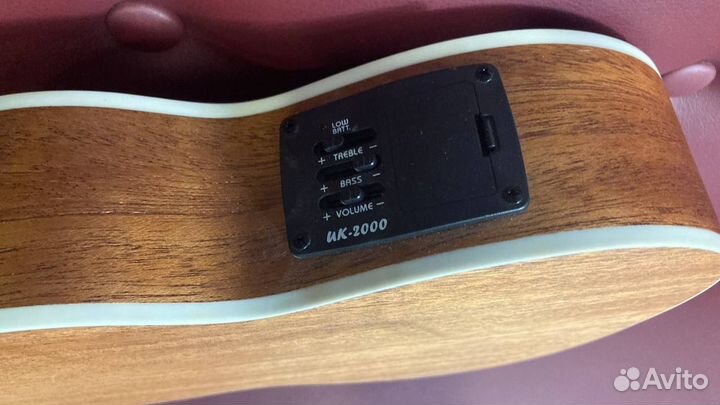 LOW
BATT.
+ TREBLE −
+ BASS −
+ VOLUME −
UK-2000
Avito